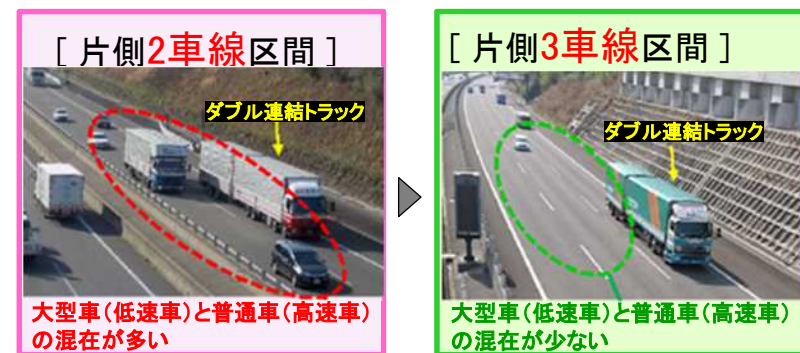 [ 片側2車線区間 ]
ダブル連結トラック
大型車(低速車)と普通車(高速車)
の混在が多い
[ 片側3車線区間 ]
ダブル連結トラック
大型車(低速車)と普通車(高速車)
の混在が少ない